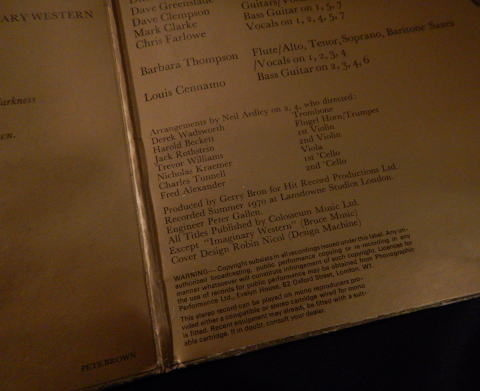 ARY WESTERN
arkness
en.
PETE BROWN
Dave Greenslade
Dave Clempson
Mark Clarke
Chris Farlowe
Guitars/
Bass Guitar on 1, 5, 7
Vocals on 1, 2, 4, 5, 7
Barbara Thompson
Flute/Alto, Tenor, Soprano, Baritone Saxes
/Vocals on 1, 2, 3, 4
Louis Cennamo
Bass Guitar on 2, 3, 4, 6
Arrangements by Neil Ardley on 2, 4, who directed:
Derek Wadsworth Trombone
Harold Beckett Flugel Horn/Trumpet
Jack Rothstein 1st Violin
Trevor Williams 2nd Violin
Nicholas Kraemer Viola
Charles Tunnell 1st 'Cello
Fred Alexander 2nd 'Cello
Produced by Gerry Bron for Hit Record Productions Ltd.
Recorded Summer 1970 at Lansdowne Studios London.
Engineer Peter Gallen.
All Titles Published by Colosseum Music Ltd.
Except "Imaginary Western" (Bruce Music)
Cover Design Robin Nicol (Design Machine)
WARNING—Copyright subsists in all recordings issued under this label. Any un-
authorized broadcasting, public performance copying or re-recording in any
manner whatsoever will constitute infringement of such copyright. Licences for
the use of records for public performance may be obtained from Phonographic
Performance Ltd., Evelyn House, 62 Oxford Street, London, W1.
This stereo record can be played on mono reproducers pro-
vided either a compatible or stereo cartridge wired for mono
is fitted. Recent equipment may already be fitted with a suit-
able cartridge. If in doubt, consult your dealer.